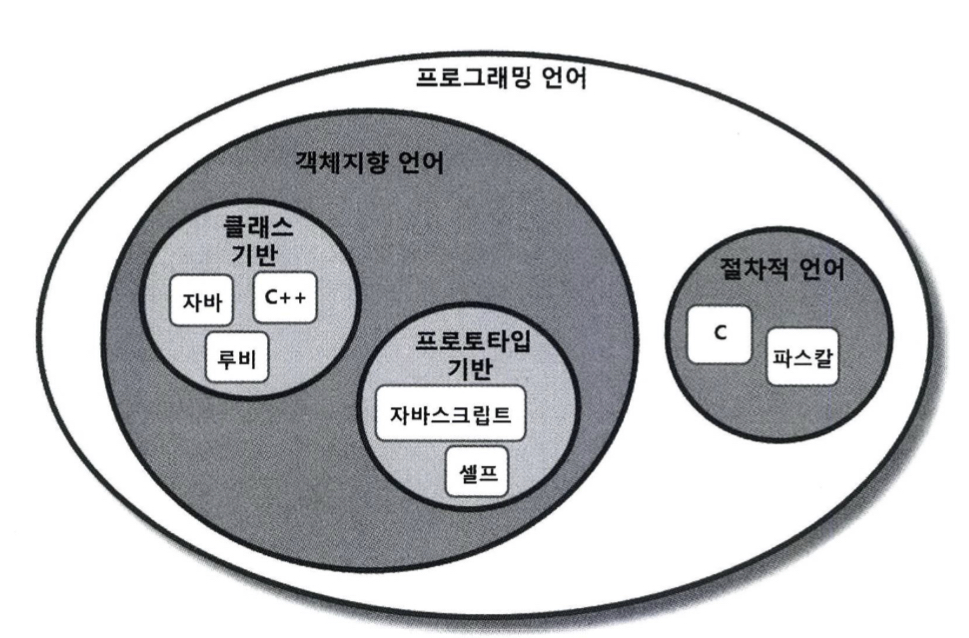 프로그래밍 언어
객체지향 언어
클래스
기반
자바
C++
루비
프로토타입
기반
자바스크립트
셀프
절차적 언어
C
파스칼